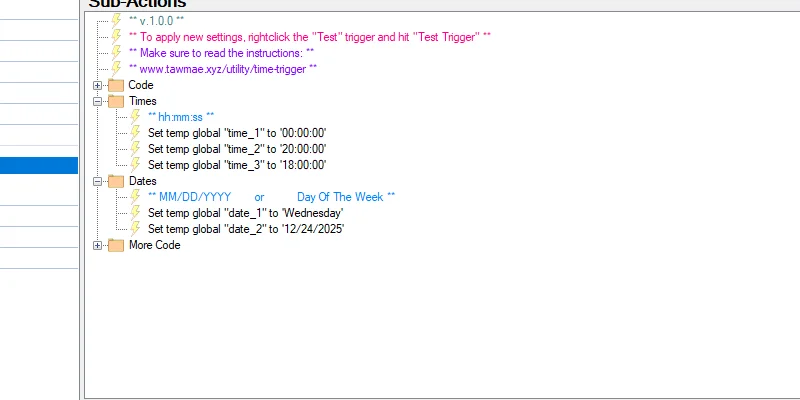 Sub-Actions
** v.1.0.0 **
** To apply new settings, rightclick the "Test" trigger and hit "Test Trigger" **
** Make sure to read the instructions: **
** www.tawmae.xyz/utility/time-trigger **
Code
Times
** hh:mm:ss **
Set temp global "time_1" to '00:00:00'
Set temp global "time_2" to '20:00:00'
Set temp global "time_3" to '18:00:00'
Dates
** MM/DD/YYYY or Day Of The Week **
Set temp global "date_1" to 'Wednesday'
Set temp global "date_2" to '12/24/2025'
More Code